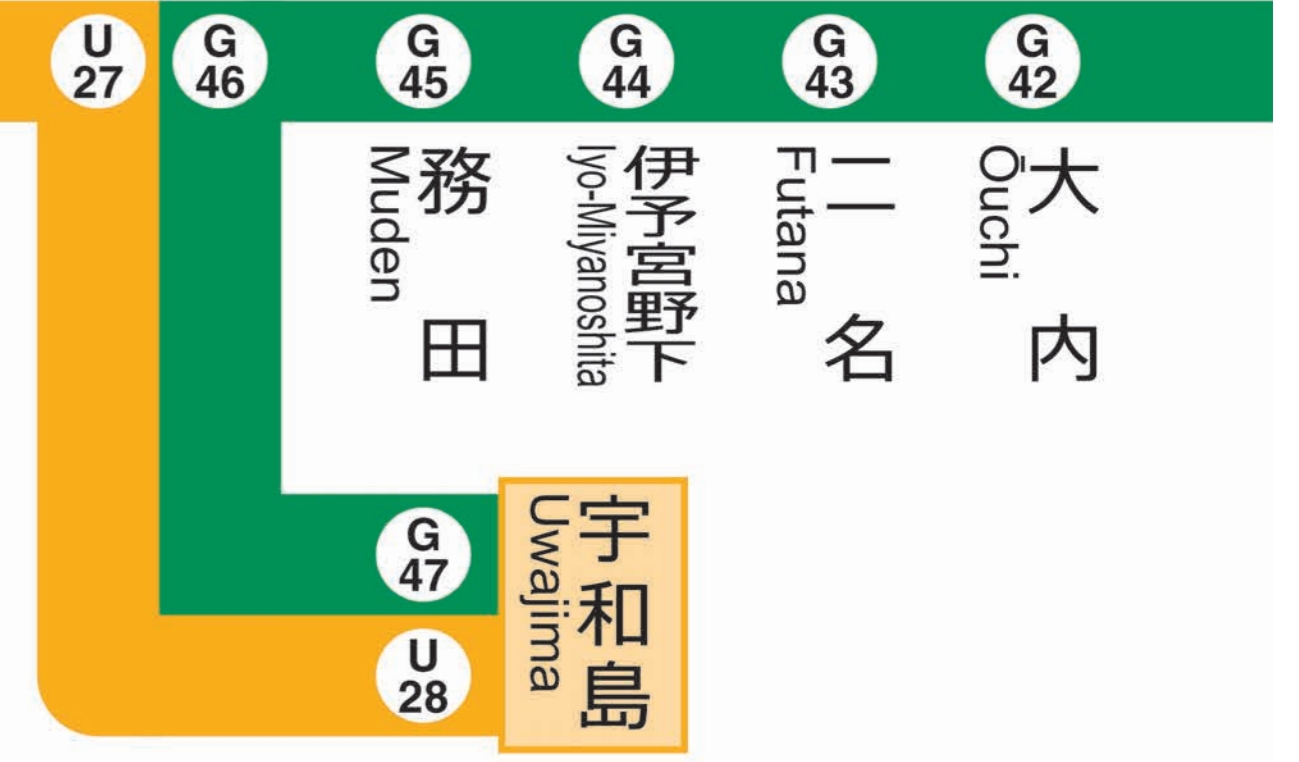 U
27
G
46
G
45
G
44
G
43
G
42
務田
Muden
伊予宮野下
Iyo-Miyanoshita
二名
Futana
大内
Ōuchi
G
47
U
28
宇和島
Uwajima